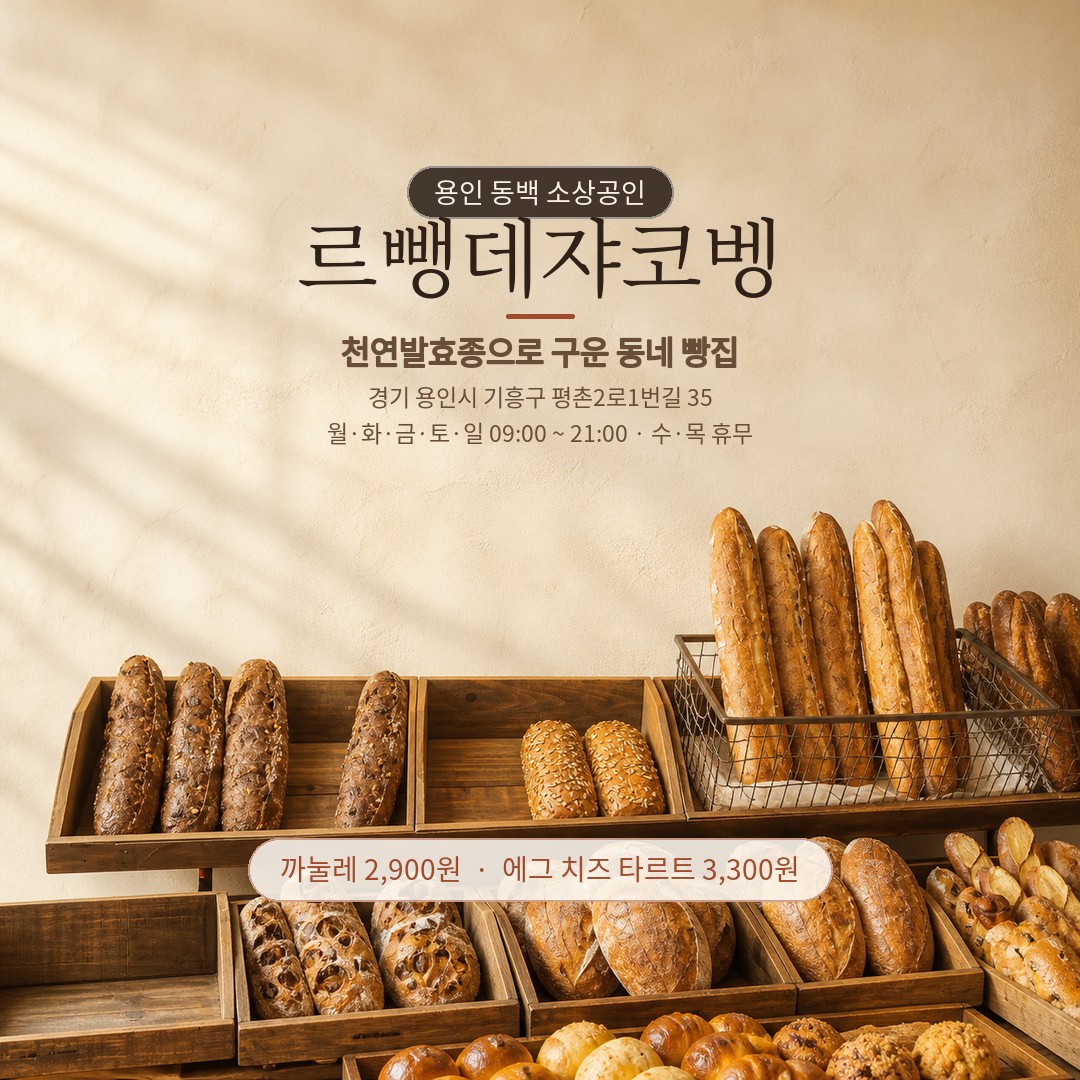 용인 동백 소상공인
르뺑데쟈코벵
천연발효종으로 구운 동네 빵집
경기 용인시 기흥구 평촌2로1번길 35
월·화·금·토·일 09:00 ~ 21:00 · 수·목 휴무
까눌레 2,900원 · 에그 치즈 타르트 3,300원